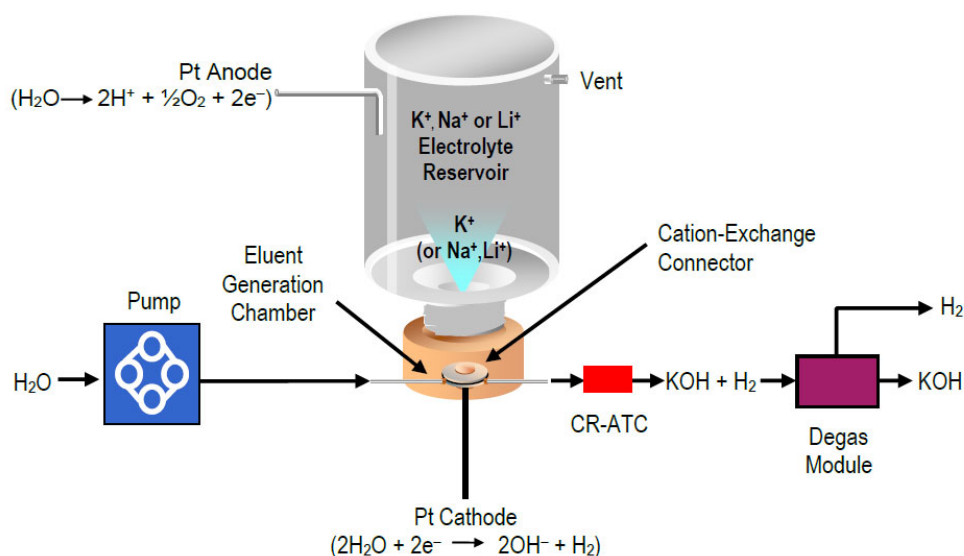 Pt Anode
(H₂O → 2H⁺ + ½O₂ + 2e⁻)
Vent
K⁺, Na⁺ or Li⁺
Electrolyte
Reservoir
K⁺
(or Na⁺,Li⁺)
Eluent
Generation
Chamber
Cation-Exchange
Connector
Pump
H₂O
CR-ATC
KOH + H₂
H₂
KOH
Degas
Module
Pt Cathode
(2H₂O + 2e⁻ → 2OH⁻ + H₂)